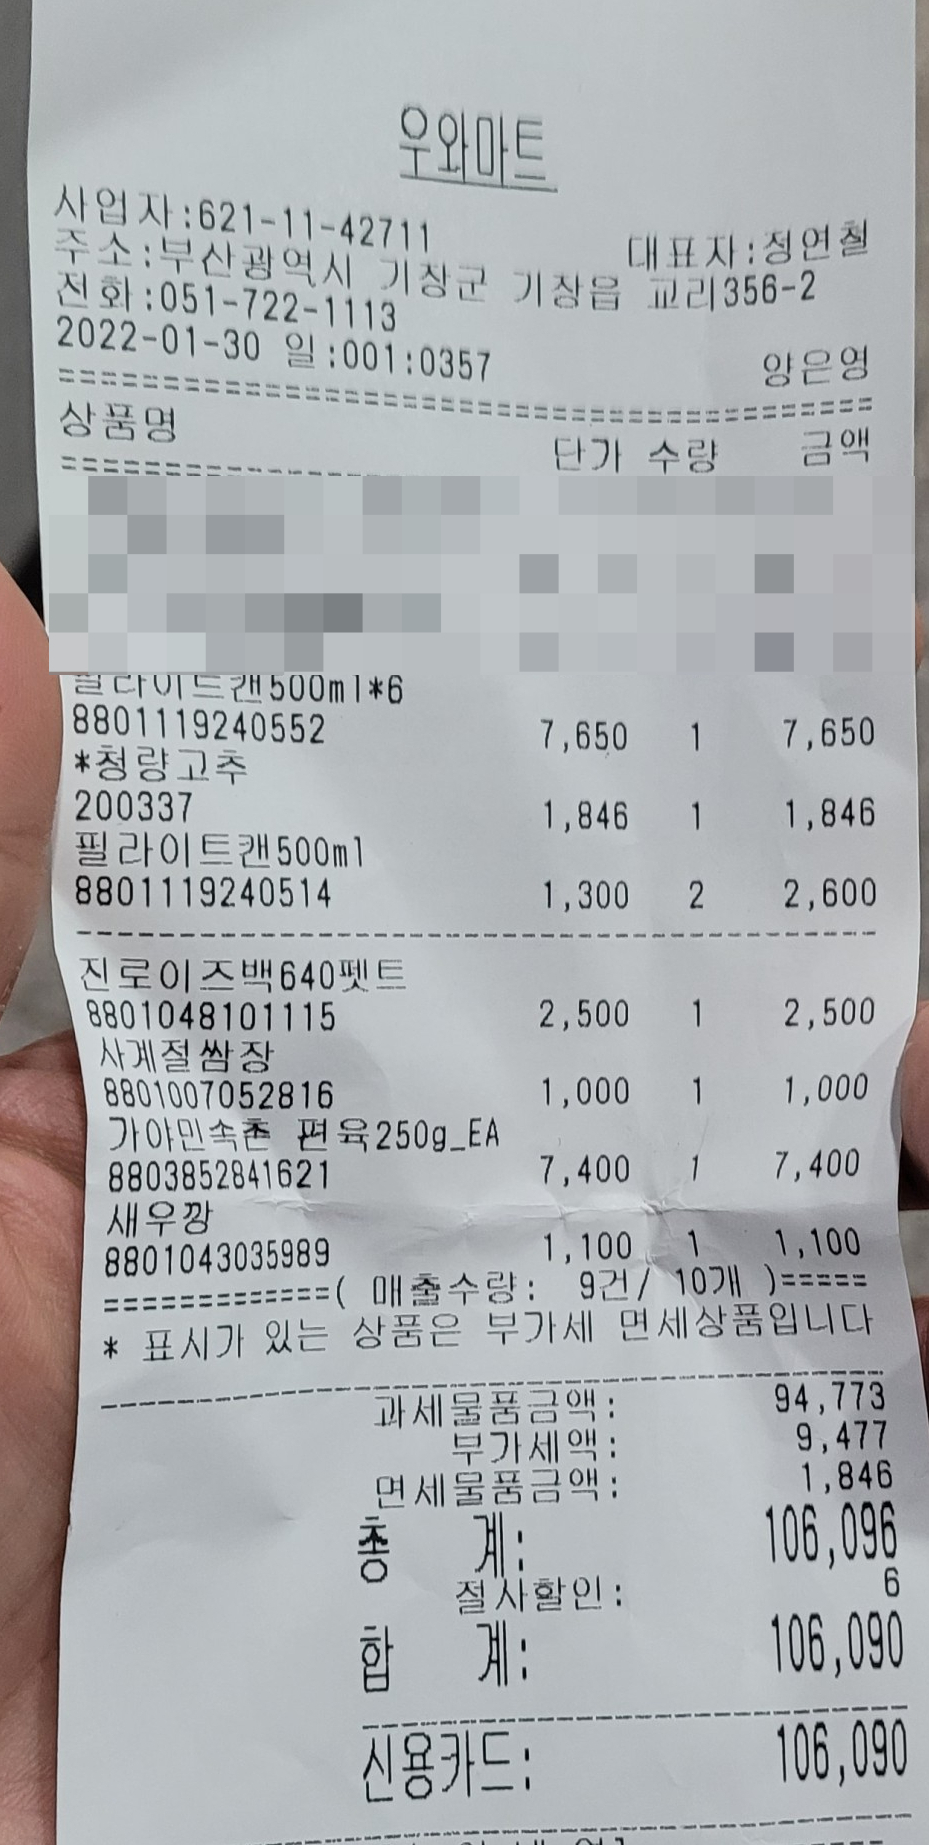 우와마트
사업자:621-11-42711 대표자:정연철
주소:부산광역시 기장군 기장읍 교리356-2
전화:051-722-1113
2022-01-30 일:001:0357 양은영
상품명 단가 수량 금액
필라이트캔500ml*6
8801119240552 7,650 1 7,650
*청량고추
200337 1,846 1 1,846
필라이트캔500ml
8801119240514 1,300 2 2,600
진로이즈백640펫트
8801048101115 2,500 1 2,500
사계절쌈장
8801007052816 1,000 1 1,000
가야민속촌 편육250g_EA
8803852841621 7,400 1 7,400
새우깡
8801043035989 1,100 1 1,100
=============( 매출수량: 9건/ 10개 )=====
* 표시가 있는 상품은 부가세 면세상품입니다
과세물품금액: 94,773
부가세액: 9,477
면세물품금액: 1,846
총 계: 106,096
절사할인: 6
합 계: 106,090
신용카드: 106,090